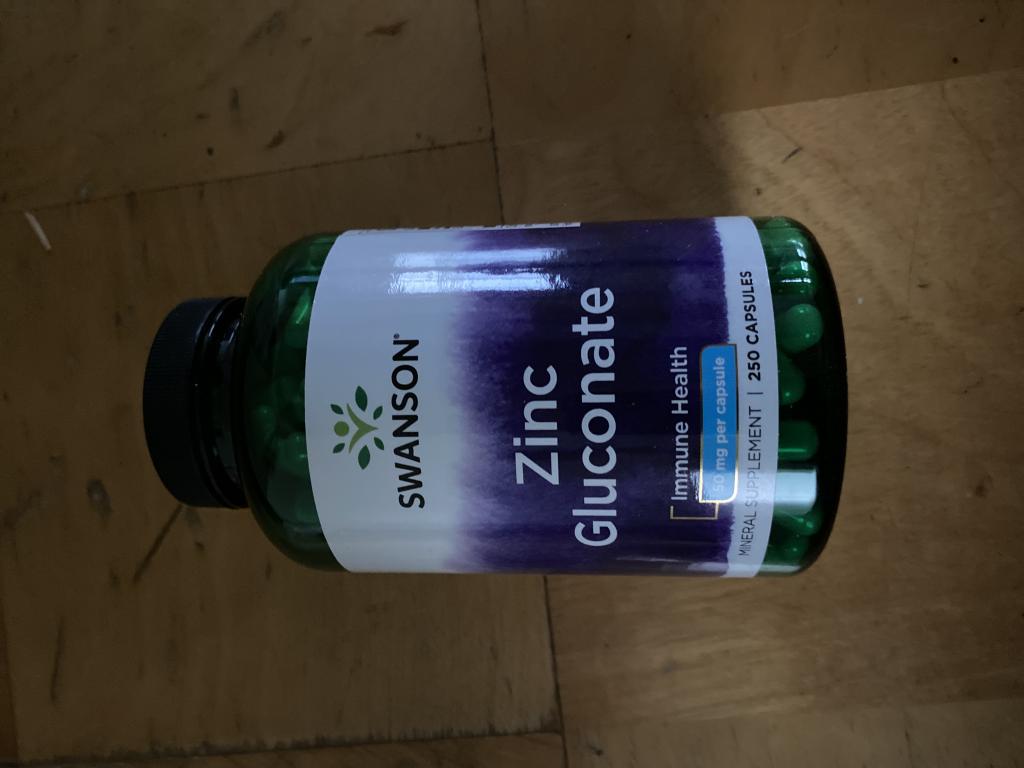 SWANSON®
Zinc
Gluconate
Immune Health
50 mg per capsule
MINERAL SUPPLEMENT | 250 CAPSULES